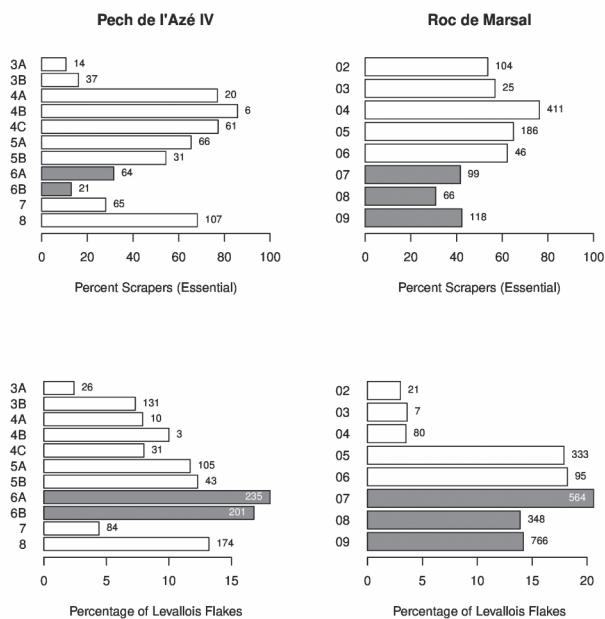 Pech de l'Azé IV
Roc de Marsal
3A 14
3B 37
4A 20
4B 6
4C 61
5A 66
5B 31
6A 64
6B 21
7 65
8 107
0 20 40 60 80 100
Percent Scrapers (Essential)
02 104
03 25
04 411
05 186
06 46
07 99
08 66
09 118
0 20 40 60 80 100
Percent Scrapers (Essential)
3A 26
3B 131
4A 10
4B 3
4C 31
5A 105
5B 43
6A 235
6B 201
7 84
8 174
0 5 10 15
Percentage of Levallois Flakes
02 21
03 7
04 80
05 333
06 95
07 564
08 348
09 766
0 5 10 15 20
Percentage of Levallois Flakes